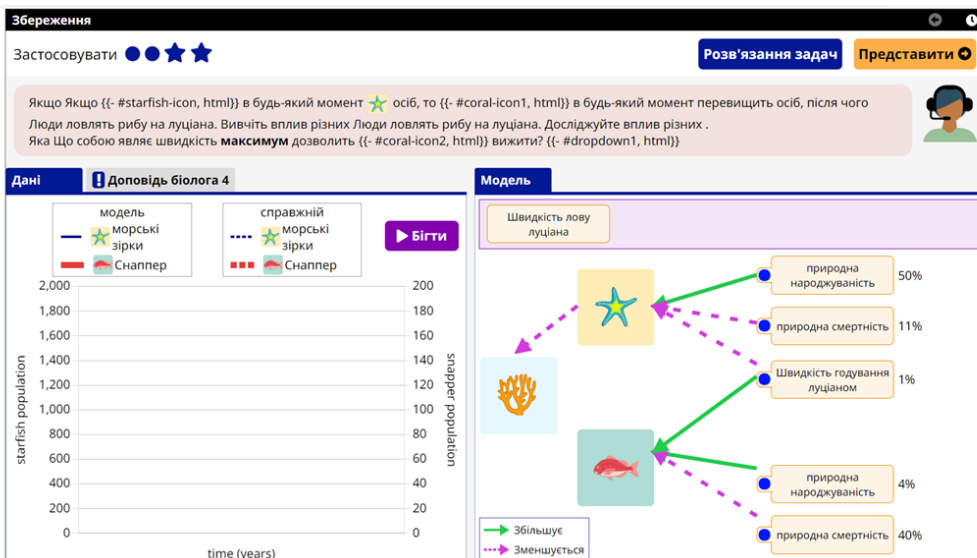 Збереження
Застосовувати
Розв'язання задач
Представити
Якщо Якщо {{- #starfish-icon, html}} в будь-який момент осіб, то {{- #coral-icon1, html}} в будь-який момент перевищить осіб, після чого
Люди ловлять рибу на луціана. Вивчіть вплив різних Люди ловлять рибу на луціана. Досліджуйте вплив різних .
Яка Що собою являє швидкість максимум дозволить {{- #coral-icon2, html}} вижити? {{- #dropdown1, html}}
Дані
! Доповідь біолога 4
модель
морські
зірки
Снаппер
справжній
морські
зірки
Снаппер
Бігти
2,000
1,800
1,600
1,400
1,200
1,000
800
600
400
200
0
starfish population
200
180
160
140
120
100
80
60
40
20
0
snapper population
time (years)
Модель
Швидкість лову
луціана
природна
народжуваність
50%
природна смертність
11%
Швидкість годування
луціаном
1%
природна
народжуваність
4%
природна смертність
40%
Збільшує
Зменшується